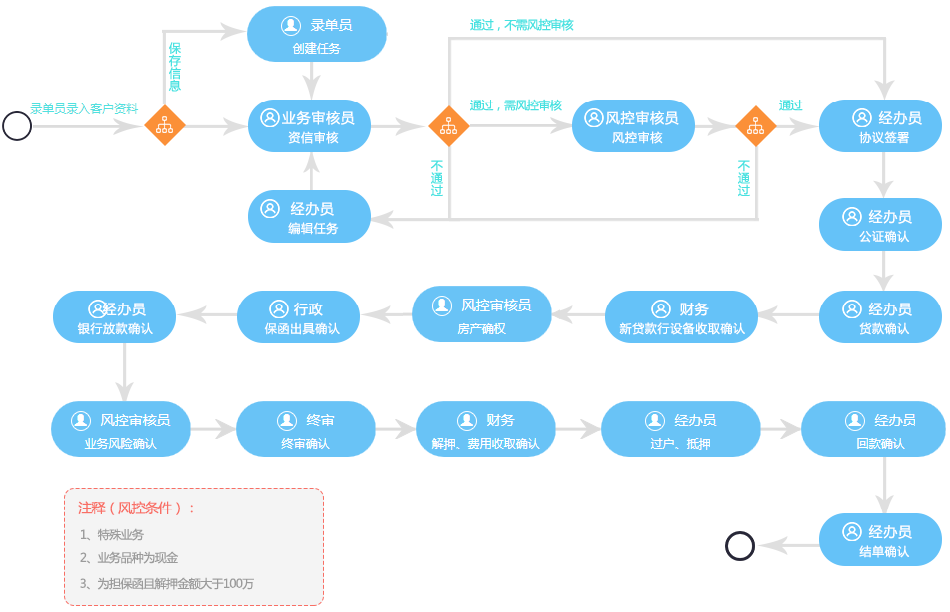 录单员
创建任务
通过，不需风控审核
保存信息
录单员录入客户资料
业务审核员
资信审核
通过，需风控审核
风控审核员
风控审核
通过
经办员
协议签署
不通过
不通过
经办员
编辑任务
经办员
公证确认
经办员
银行放款确认
行政
保函出具确认
风控审核员
房产确权
财务
新贷款行设备收取确认
经办员
货款确认
风控审核员
业务风险确认
终审
终审确认
财务
解押、费用收取确认
经办员
过户、抵押
经办员
回款确认
注释（风控条件）：
1、特殊业务
2、业务品种为现金
3、为担保函且解押金额大于100万
经办员
结单确认